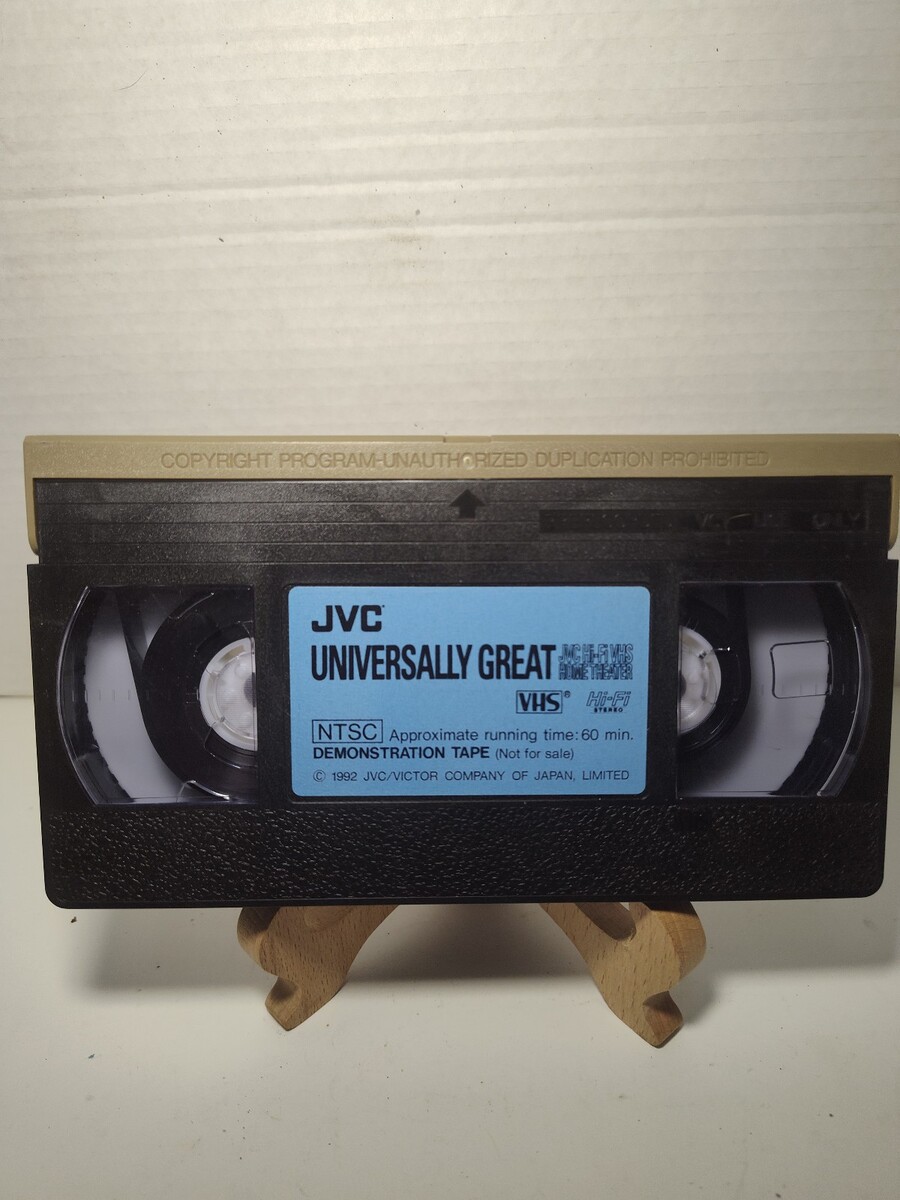 COPYRIGHT PROGRAM-UNAUTHORIZED DUPLICATION PROHIBITED
JVC
UNIVERSALLY GREAT JVC Hi-Fi VHS
HOME THEATER
VHS® Hi-Fi
STEREO
NTSC Approximate running time: 60 min.
DEMONSTRATION TAPE (Not for sale)
© 1992 JVC/VICTOR COMPANY OF JAPAN, LIMITED